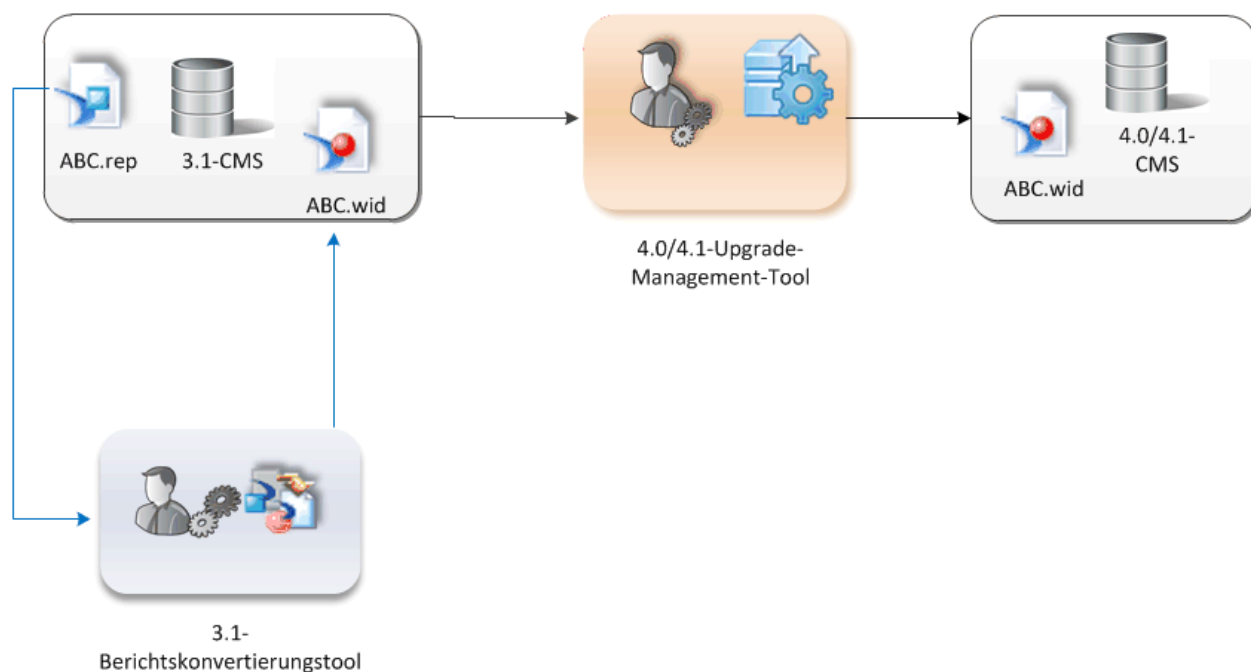 ABC.rep
3.1-CMS
ABC.wid
4.0/4.1-Upgrade-
Management-Tool
ABC.wid
4.0/4.1-
CMS
3.1-
Berichtskonvertierungstool